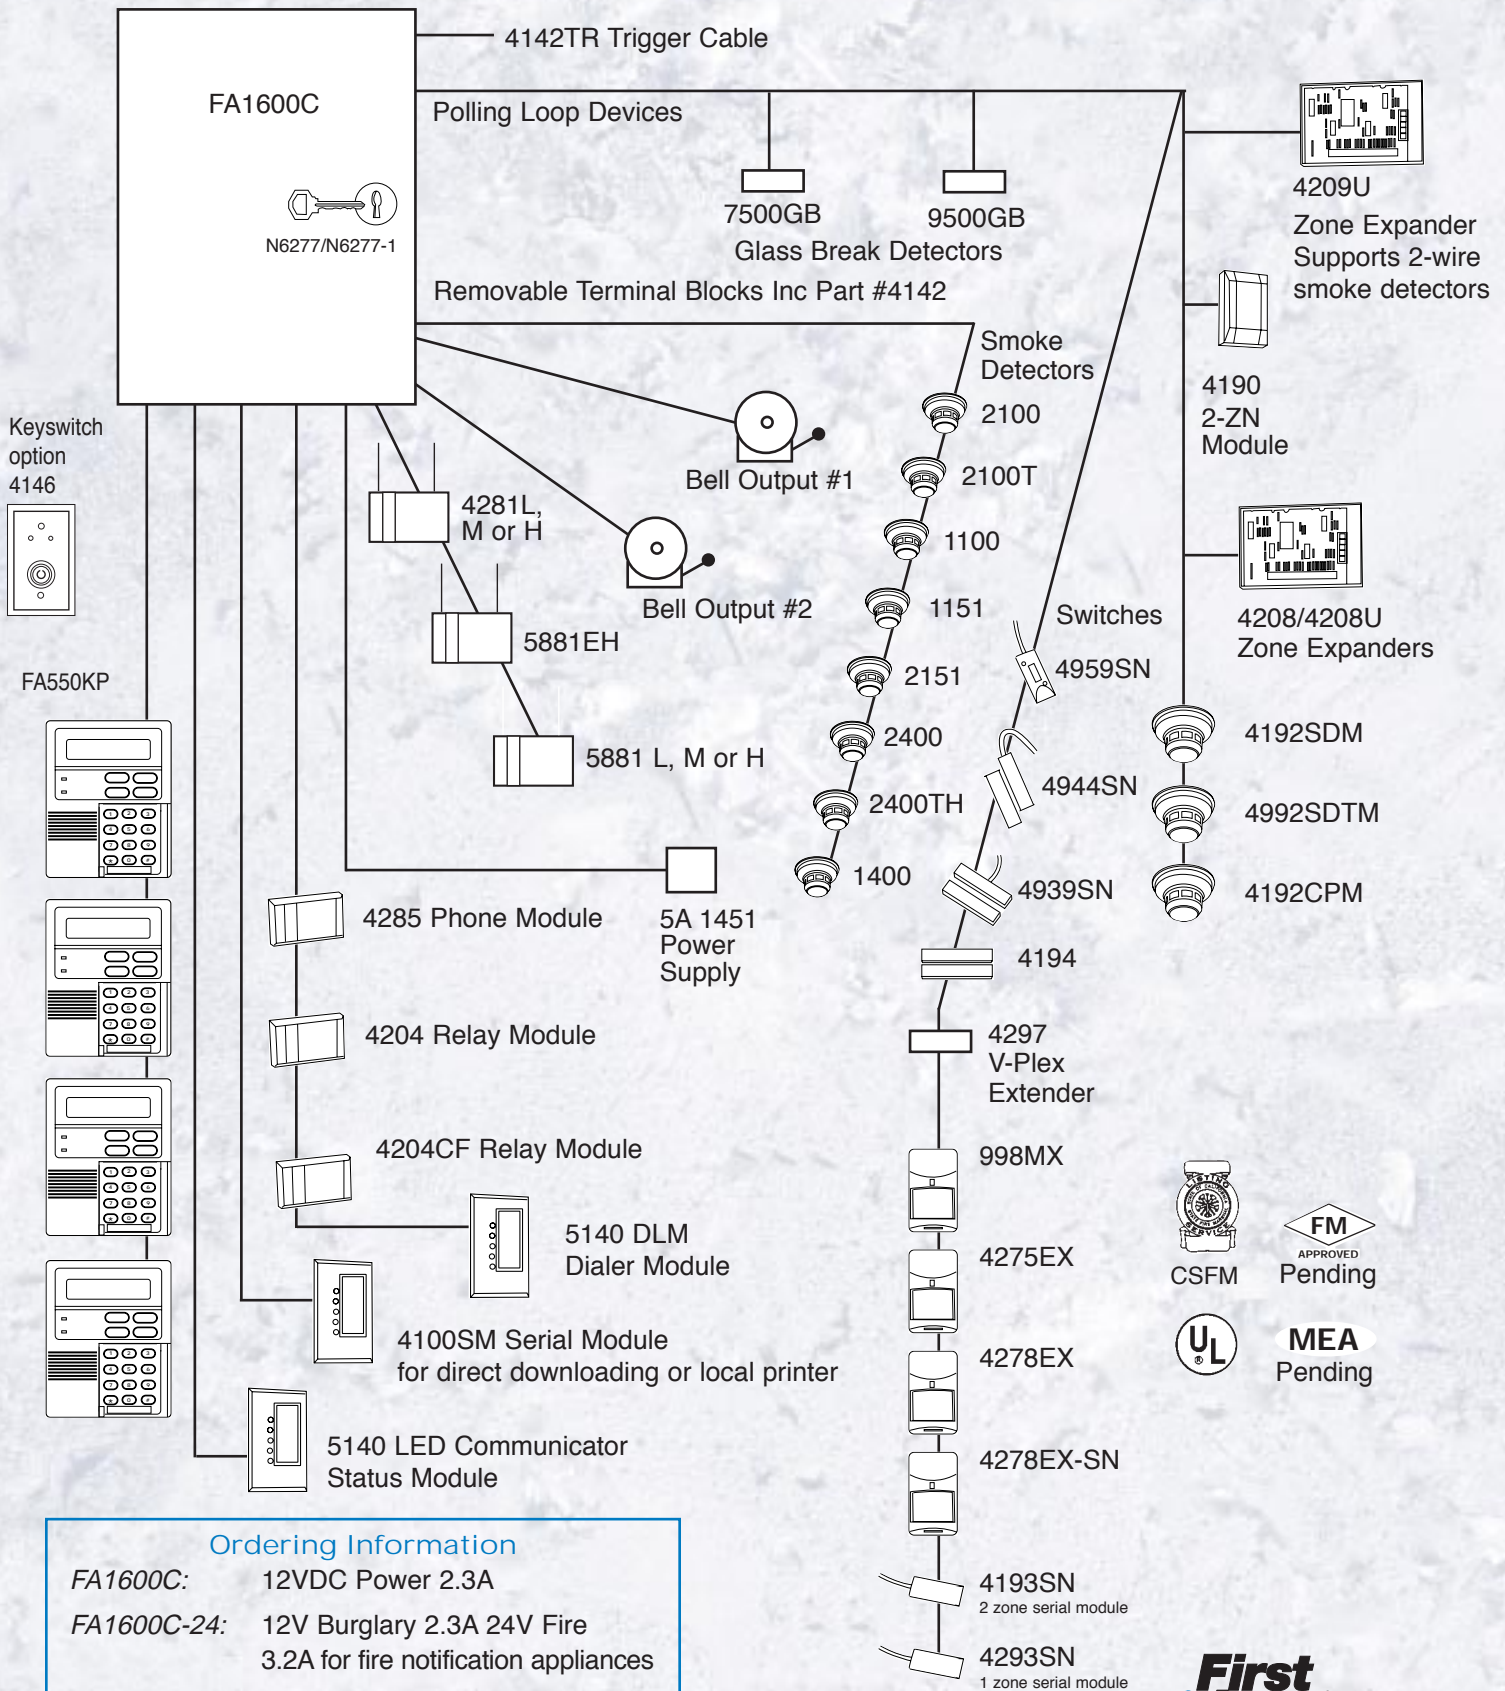 4142TR Trigger Cable
FA1600C
Polling Loop Devices
N6277/N6277-1
7500GB
9500GB
Glass Break Detectors
4209U
Zone Expander
Supports 2-wire
smoke detectors
Removable Terminal Blocks Inc Part #4142
Smoke
Detectors
2100
2100T
1100
1151
2151
2400
2400TH
1400
4190
2-ZN
Module
Keyswitch
option
4146
4281L,
M or H
Bell Output #1
Bell Output #2
5881EH
5881 L, M or H
Switches
4959SN
4944SN
4939SN
4194
4208/4208U
Zone Expanders
4192SDM
4992SDTM
4192CPM
FA550KP
4285 Phone Module
5A 1451
Power
Supply
4204 Relay Module
4297
V-Plex
Extender
4204CF Relay Module
998MX
4275EX
4278EX
4278EX-SN
5140 DLM
Dialer Module
4100SM Serial Module
for direct downloading or local printer
5140 LED Communicator
Status Module
LISTING
SERVICE
CSFM
FM
APPROVED
Pending
UL
®
MEA
Pending
Ordering Information
FA1600C: 12VDC Power 2.3A
FA1600C-24: 12V Burglary 2.3A 24V Fire
3.2A for fire notification appliances
4193SN
2 zone serial module
4293SN
1 zone serial module
First